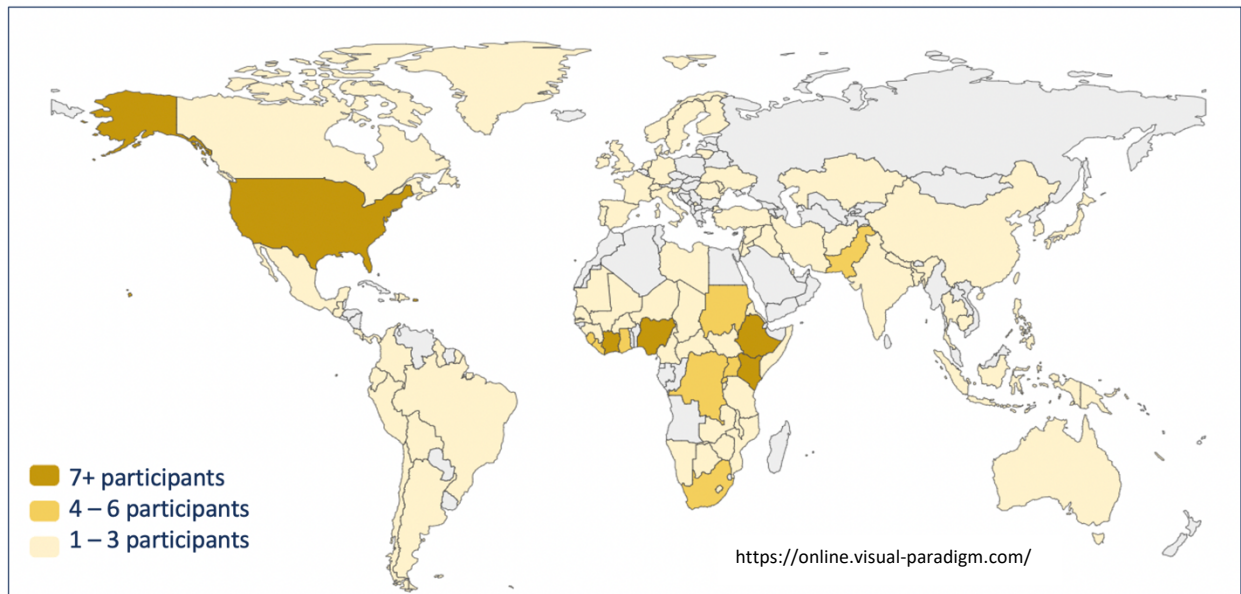 7+ participants
4 – 6 participants
1 – 3 participants
https://online.visual-paradigm.com/